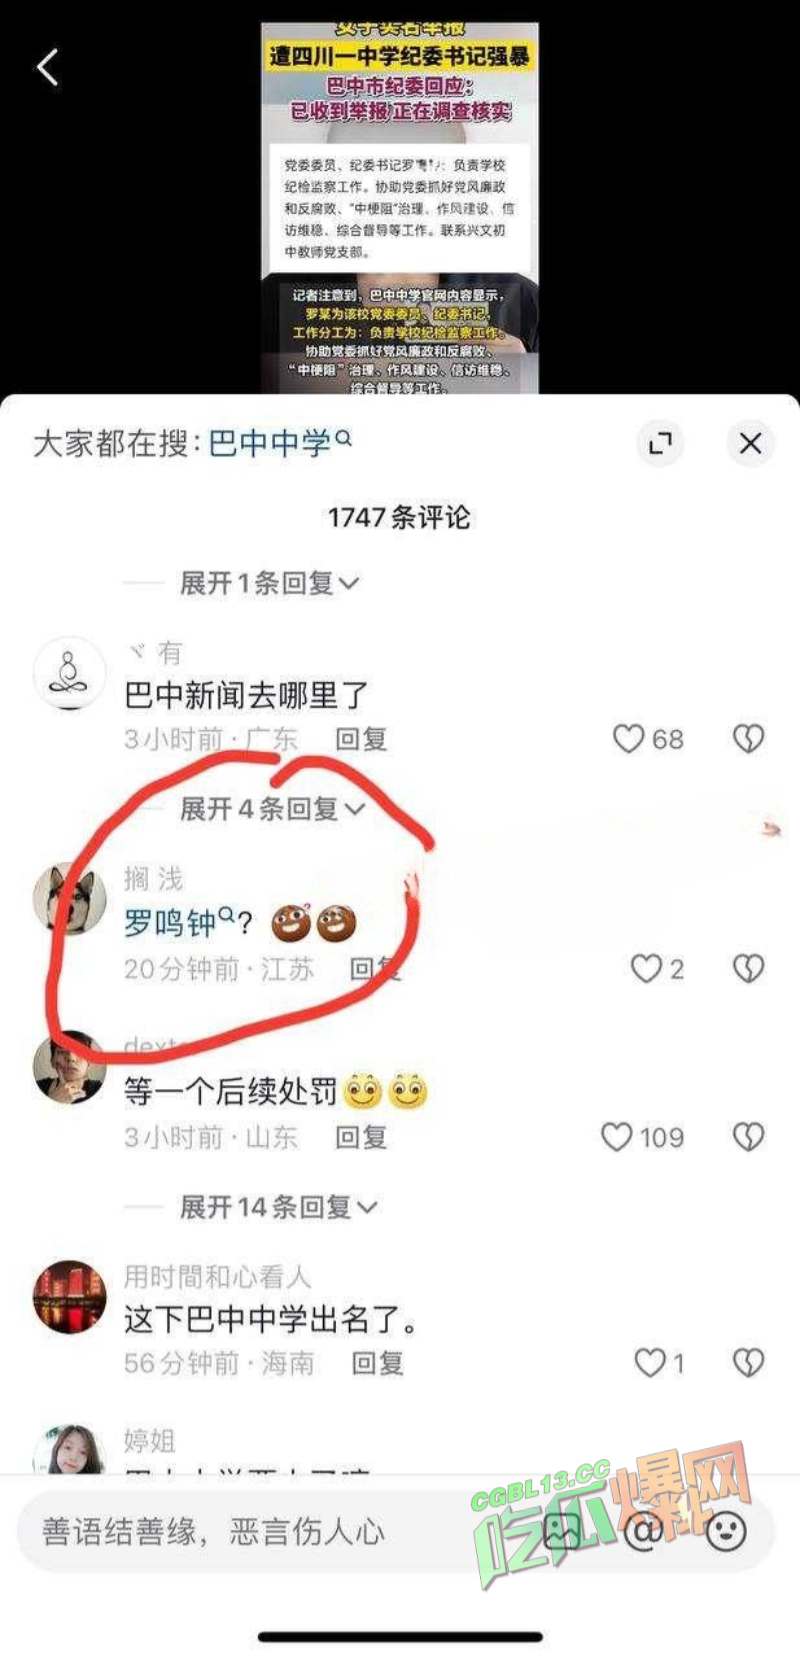 女子实名举报
遭四川一中学纪委书记强暴
巴中市纪委回应:
已收到举报 正在调查核实
党委委员、纪委书记罗 : 负责学校
纪检监察工作。协助党委抓好党风廉政
和反腐败、“中梗阻”治理、作风建设、信
访维稳、综合督导等工作。联系兴文初
中教师党支部。
记者注意到，巴中中学官网内容显示，
罗某为该校党委委员、纪委书记，
工作分工为：负责学校纪检监察工作。
协助党委抓好党风廉政和反腐败、
“中梗阻”治理、作风建设、信访维稳、
综合督导等工作。
大家都在搜: 巴中中学
1747条评论
展开1条回复
ヾ有
巴中新闻去哪里了
3小时前 · 广东 回复
68
展开4条回复
搁浅
罗鸣钟?
20分钟前 · 江苏 回复
2
等一个后续处罚
3小时前 · 山东 回复
109
展开14条回复
用时間和心看人
这下巴中中学出名了。
56分钟前 · 海南 回复
1
婷姐
善语结善缘，恶言伤人心
@
CGBL13.CC
吃瓜爆网